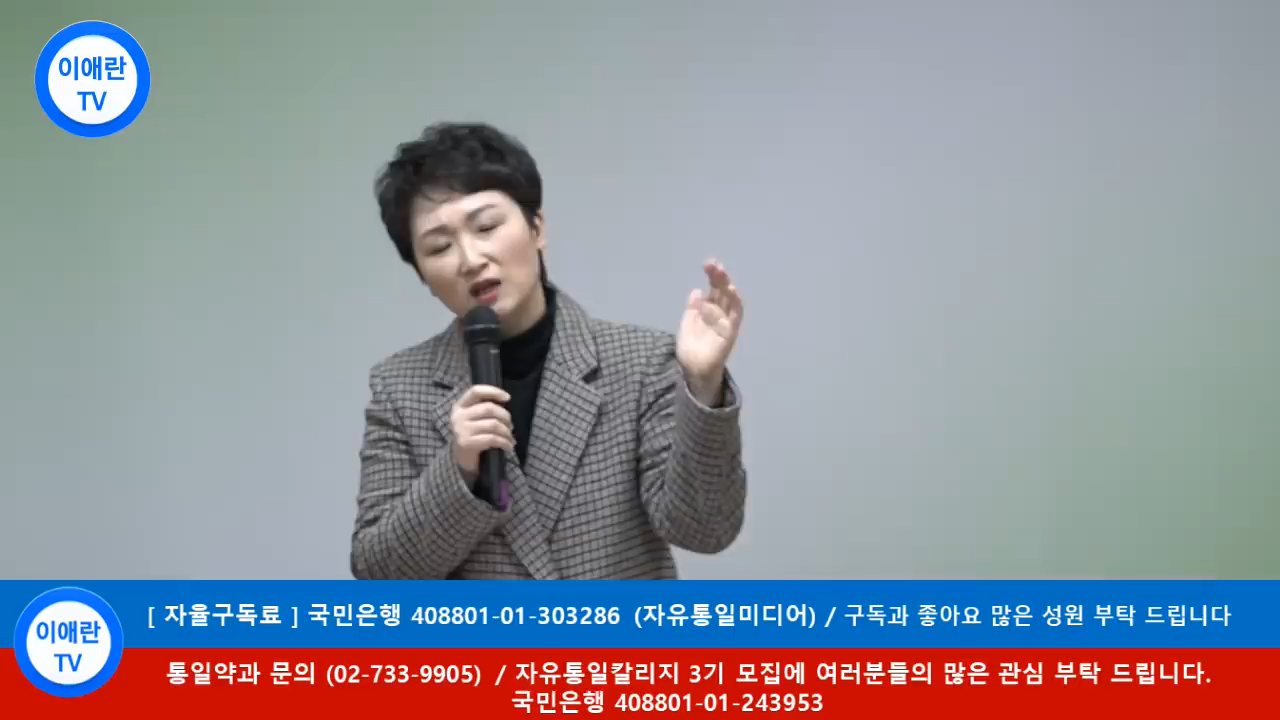 이애란
TV
이애란
TV
[ 자율구독료 ] 국민은행 408801-01-303286 (자유통일미디어) / 구독과 좋아요 많은 성원 부탁 드립니다
통일약과 문의 (02-733-9905) / 자유통일칼리지 3기 모집에 여러분들의 많은 관심 부탁 드립니다.
국민은행 408801-01-243953